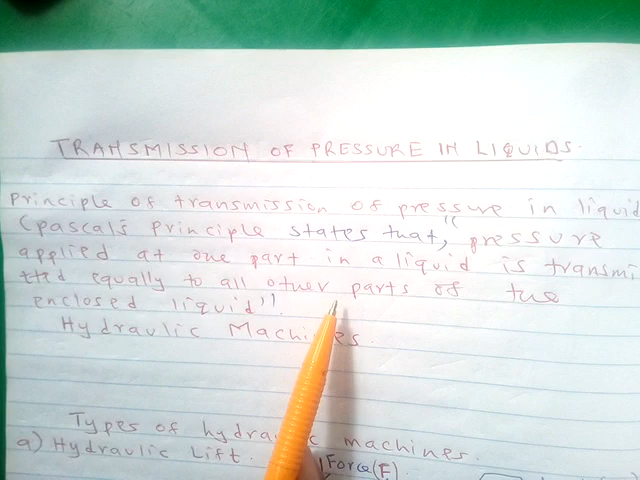 TRANSMISSION OF PRESSURE IN LIQUIDS.
Principle of transmission of pressure in liquid
(pascal's principle states that, "pressure
applied at one part in a liquid is transmi
tted equally to all other parts of the
enclosed liquid".
Hydraulic Machines.
Types of hydraulic machines.
a) Hydraulic Lift.
Force(F).